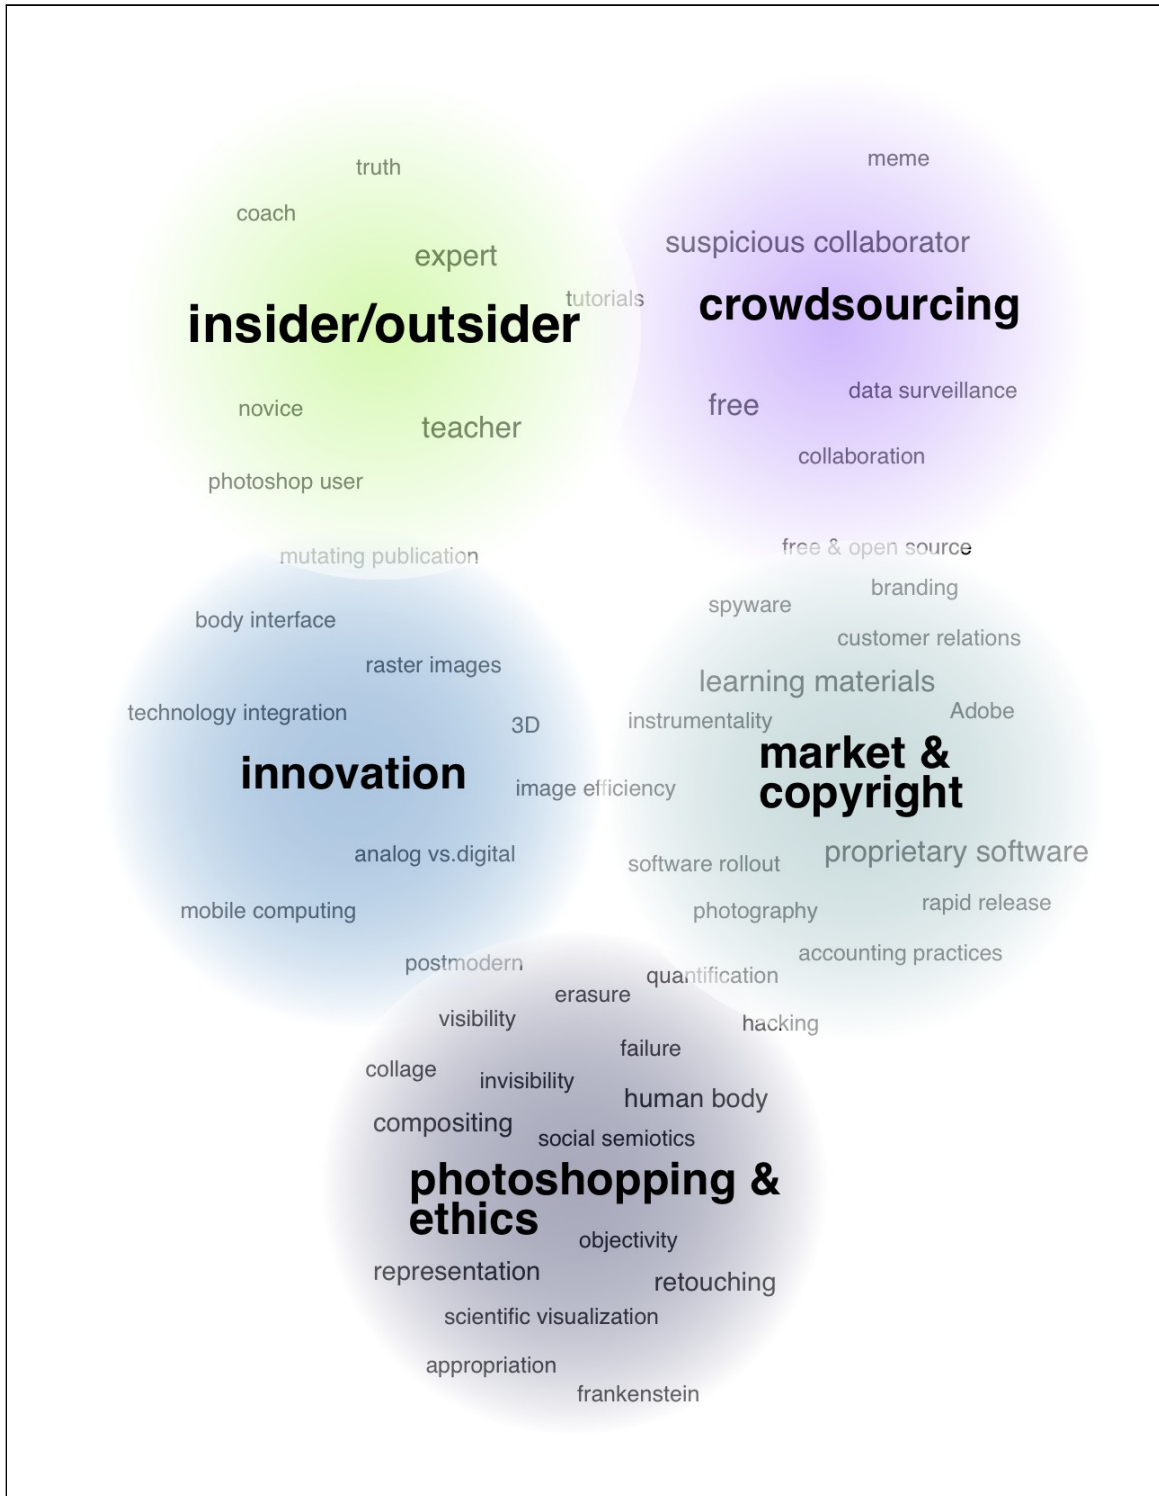 truth
coach
expert
tutorials
insider/outsider
novice
teacher
photoshop user
meme
suspicious collaborator
crowdsourcing
free
data surveillance
collaboration
mutating publication
free & open source
body interface
raster images
technology integration
3D
innovation
image efficiency
analog vs.digital
mobile computing
postmodern
branding
spyware
customer relations
learning materials
Adobe
instrumentality
market &
copyright
proprietary software
software rollout
rapid release
photography
accounting practices
quantification
hacking
erasure
visibility
failure
collage
invisibility
human body
compositing
social semiotics
photoshopping &
ethics
objectivity
representation
retouching
scientific visualization
appropriation
frankenstein